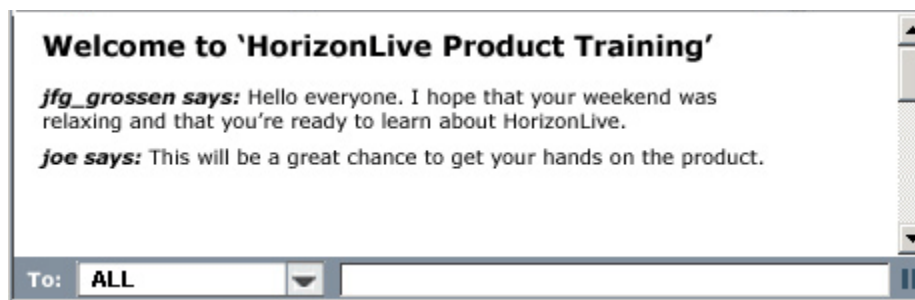 Welcome to ‘HorizonLive Product Training’
jfg_grossen says: Hello everyone. I hope that your weekend was
relaxing and that you’re ready to learn about HorizonLive.
joe says: This will be a great chance to get your hands on the product.
To: ALL